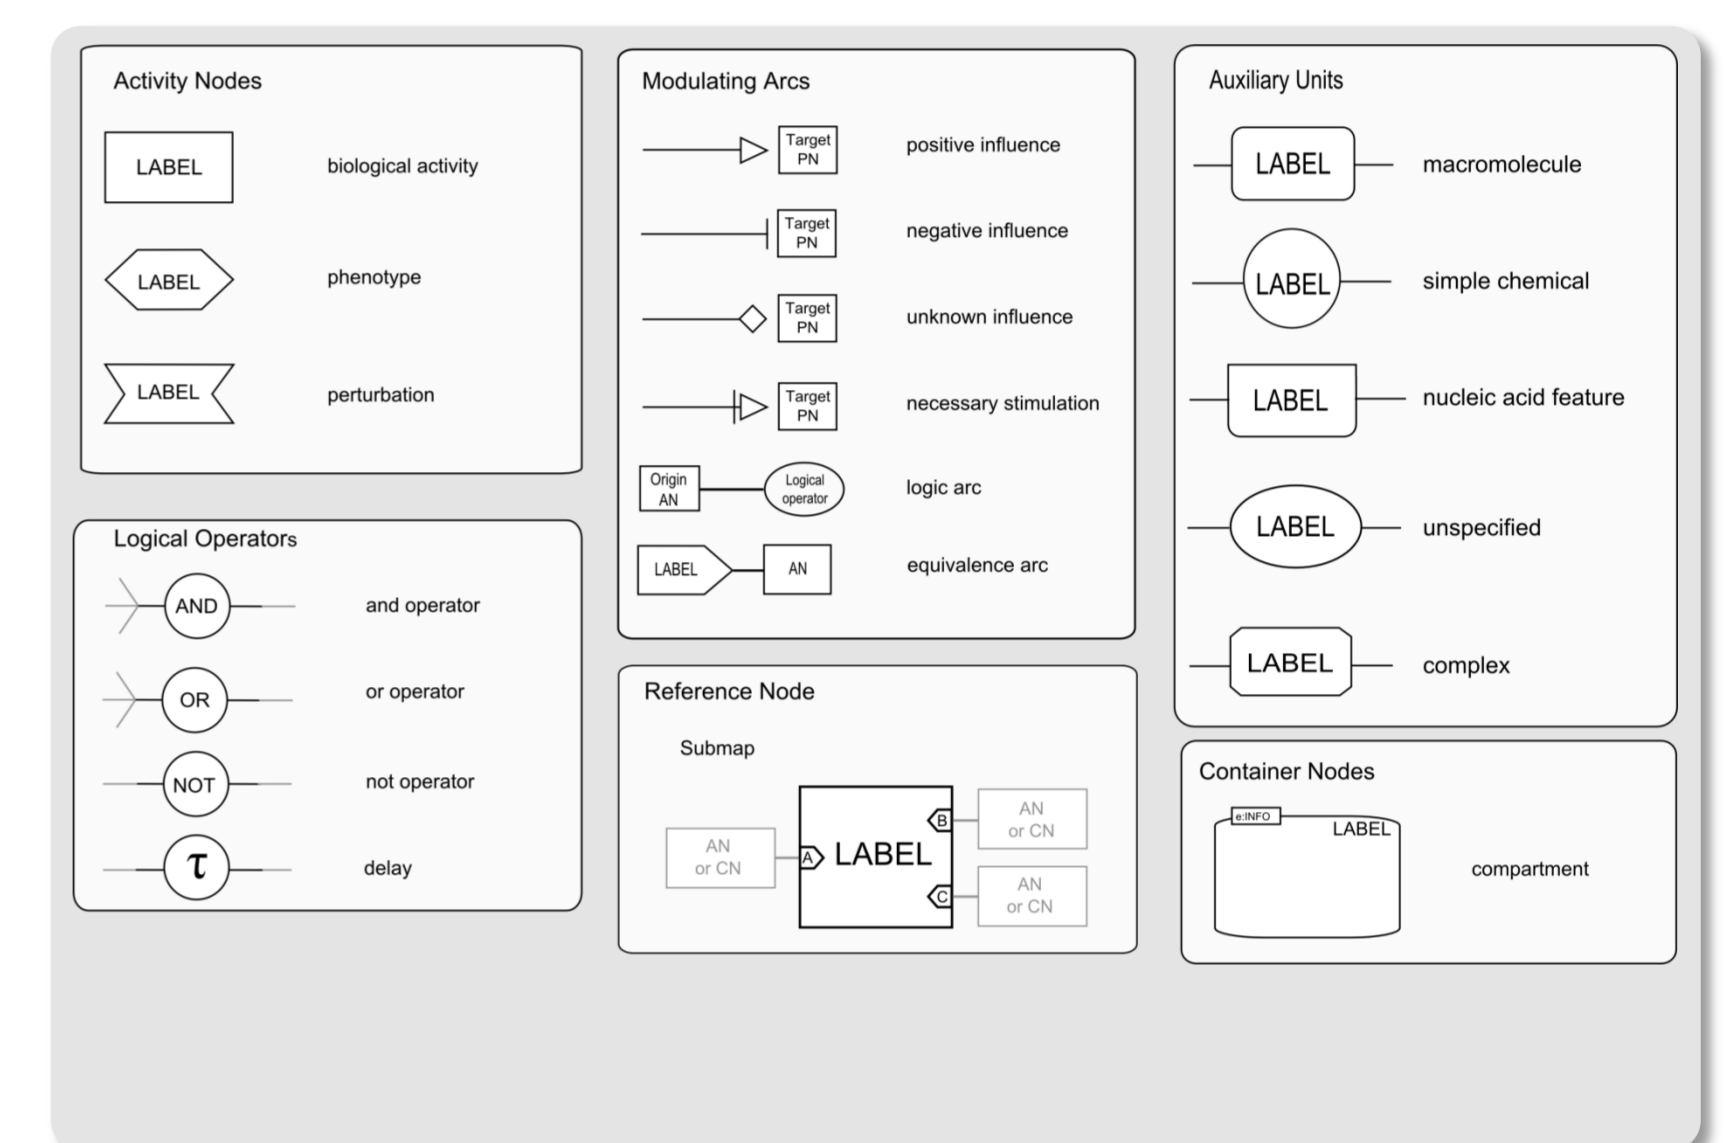 Activity Nodes
LABEL biological activity
LABEL phenotype
LABEL perturbation
Logical Operators
AND and operator
OR or operator
NOT not operator
τ delay
Modulating Arcs
Target
PN
positive influence
Target
PN
negative influence
Target
PN
unknown influence
Target
PN
necessary stimulation
Origin
AN
Logical
operator
logic arc
LABEL AN equivalence arc
Reference Node
Submap
AN
or CN
A LABEL B C
AN
or CN
AN
or CN
Auxiliary Units
LABEL macromolecule
LABEL simple chemical
LABEL nucleic acid feature
LABEL unspecified
LABEL complex
Container Nodes
e:INFO
LABEL
compartment